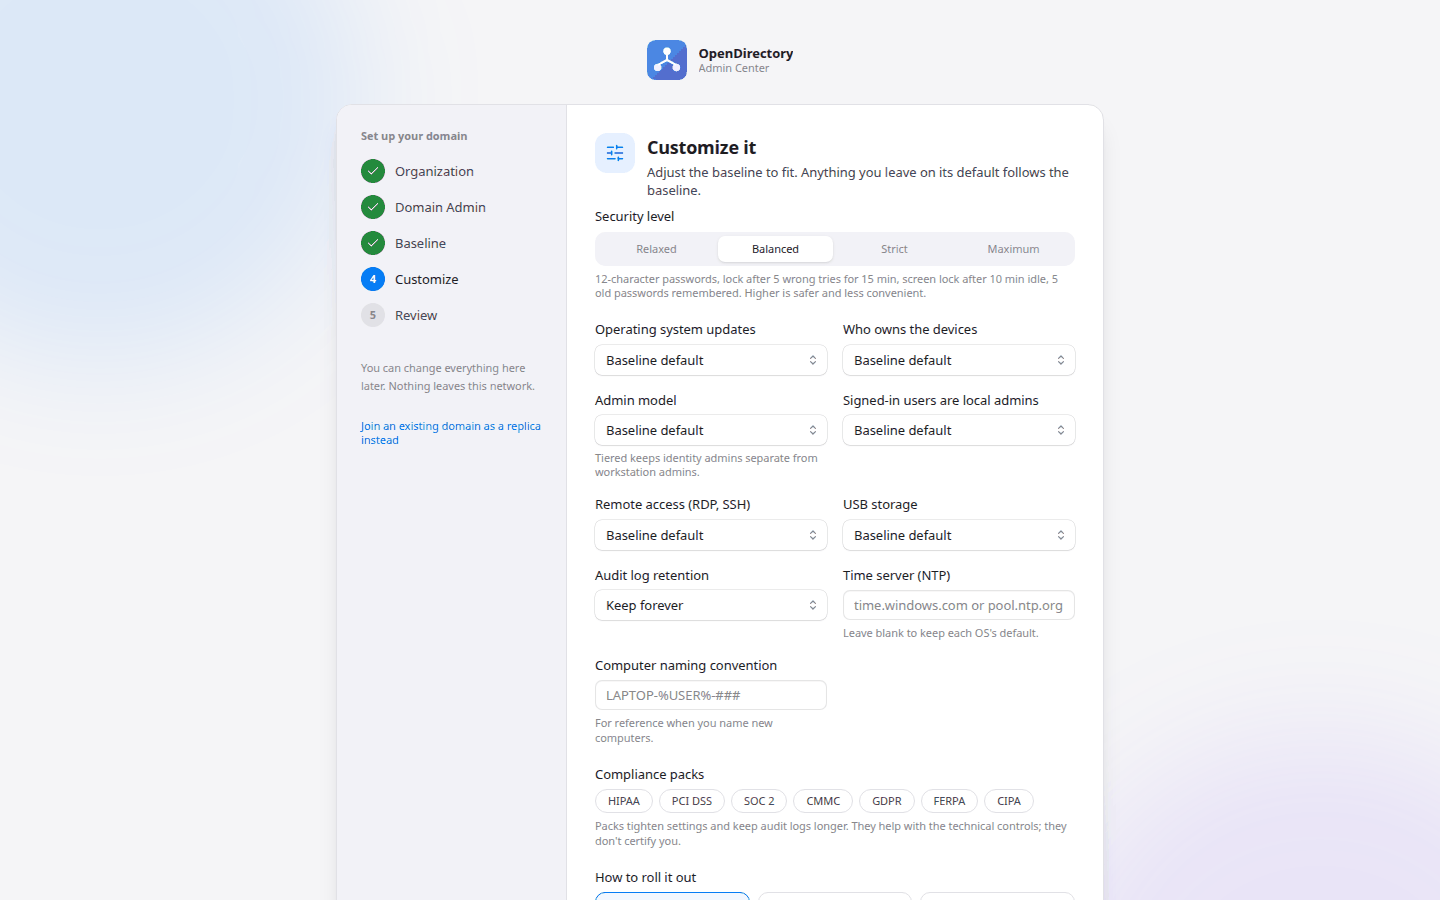 OpenDirectory
Admin Center
Set up your domain
Organization
Domain Admin
Baseline
4 Customize
5 Review
You can change everything here
later. Nothing leaves this network.
Join an existing domain as a replica
instead
Customize it
Adjust the baseline to fit. Anything you leave on its default follows the
baseline.
Security level
Relaxed Balanced Strict Maximum
12-character passwords, lock after 5 wrong tries for 15 min, screen lock after 10 min idle, 5
old passwords remembered. Higher is safer and less convenient.
Operating system updates
Baseline default
Who owns the devices
Baseline default
Admin model
Baseline default
Tiered keeps identity admins separate from
workstation admins.
Signed-in users are local admins
Baseline default
Remote access (RDP, SSH)
Baseline default
USB storage
Baseline default
Audit log retention
Keep forever
Time server (NTP)
time.windows.com or pool.ntp.org
Leave blank to keep each OS's default.
Computer naming convention
LAPTOP-%USER%-###
For reference when you name new
computers.
Compliance packs
HIPAA PCI DSS SOC 2 CMMC GDPR FERPA CIPA
Packs tighten settings and keep audit logs longer. They help with the technical controls; they
don't certify you.
How to roll it out